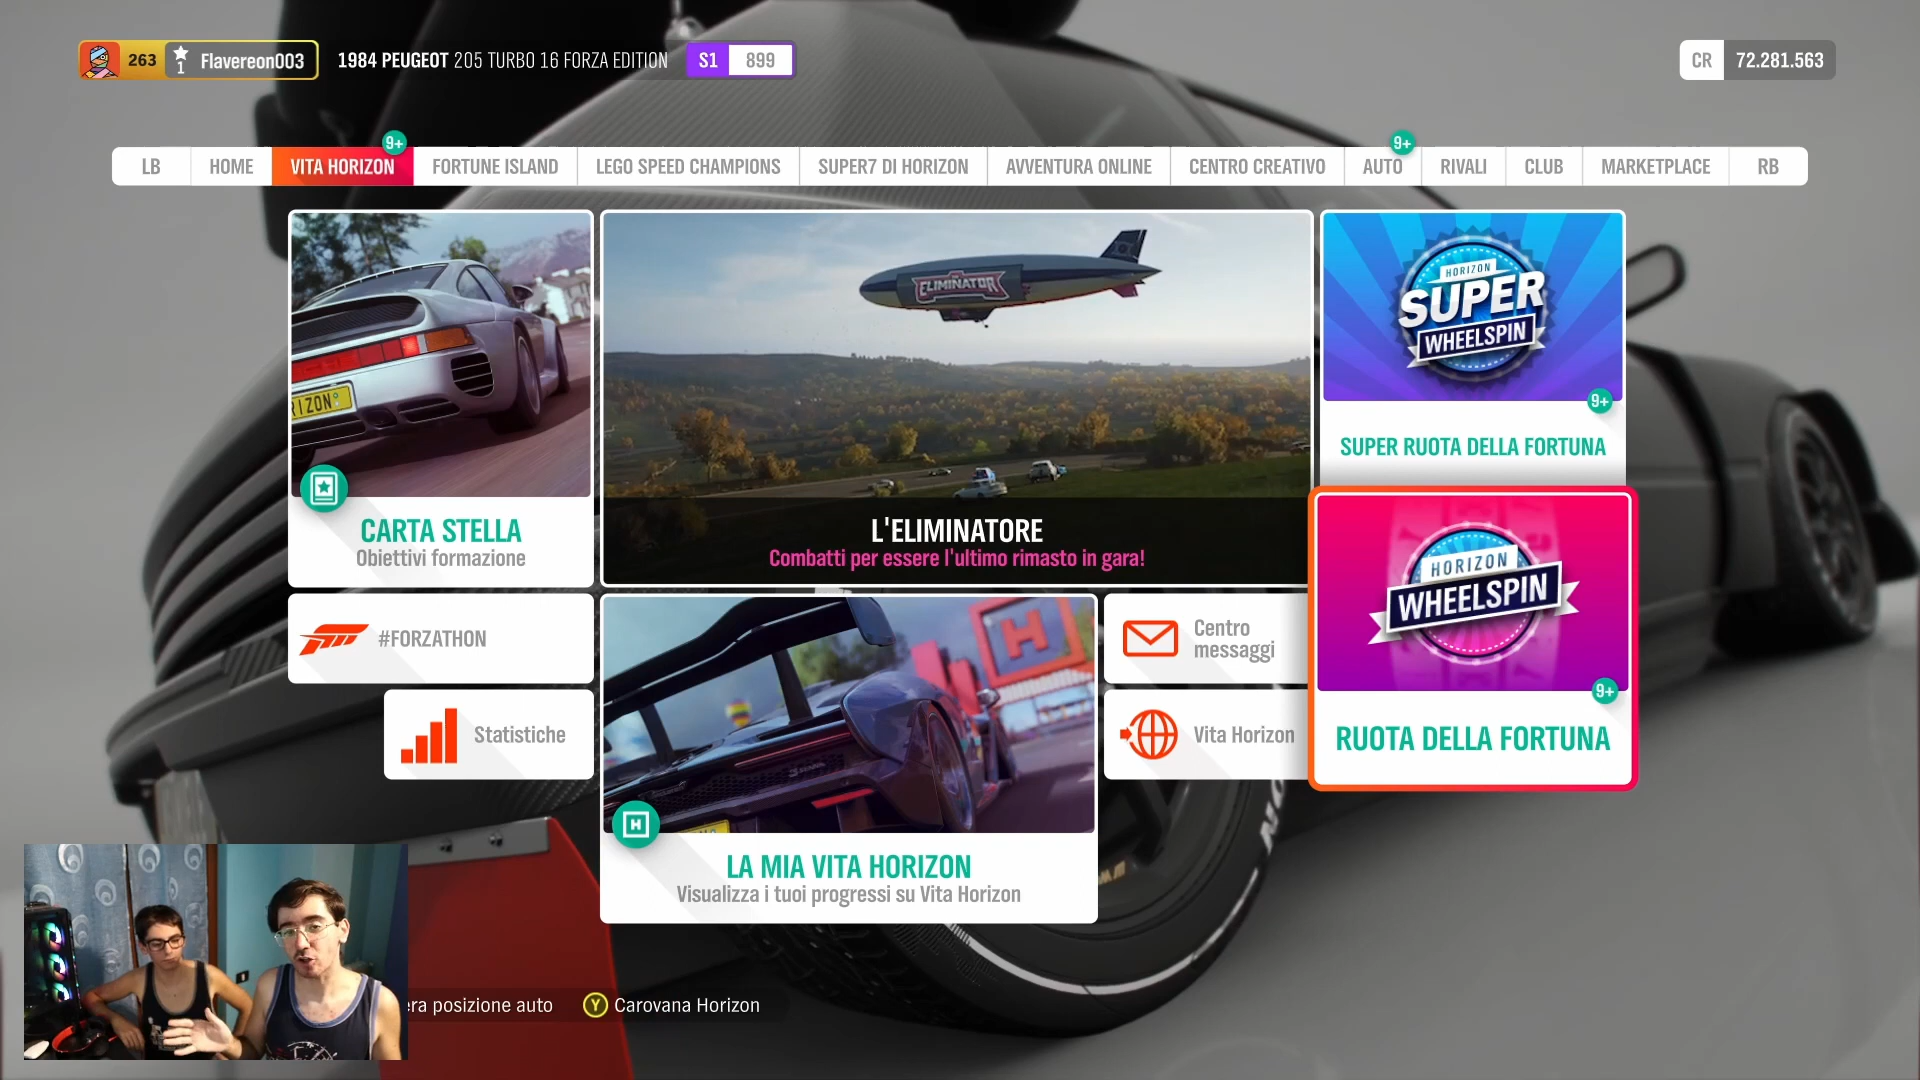 263 1 Flavereon003
1984 PEUGEOT 205 TURBO 16 FORZA EDITION
S1 899
CR 72.281.563
9+
9+
LB HOME VITA HORIZON FORTUNE ISLAND LEGO SPEED CHAMPIONS SUPER7 DI HORIZON AVVENTURA ONLINE CENTRO CREATIVO AUTO RIVALI CLUB MARKETPLACE RB
RIZON
CARTA STELLA
Obiettivi formazione
ELIMINATOR
L'ELIMINATORE
Combatti per essere l'ultimo rimasto in gara!
HORIZON
SUPER
WHEELSPIN
9+
SUPER RUOTA DELLA FORTUNA
#FORZATHON
Statistiche
H
H
LA MIA VITA HORIZON
Visualizza i tuoi progressi su Vita Horizon
Centro
messaggi
Vita Horizon
HORIZON
WHEELSPIN
9+
RUOTA DELLA FORTUNA
era posizione auto
Y Carovana Horizon